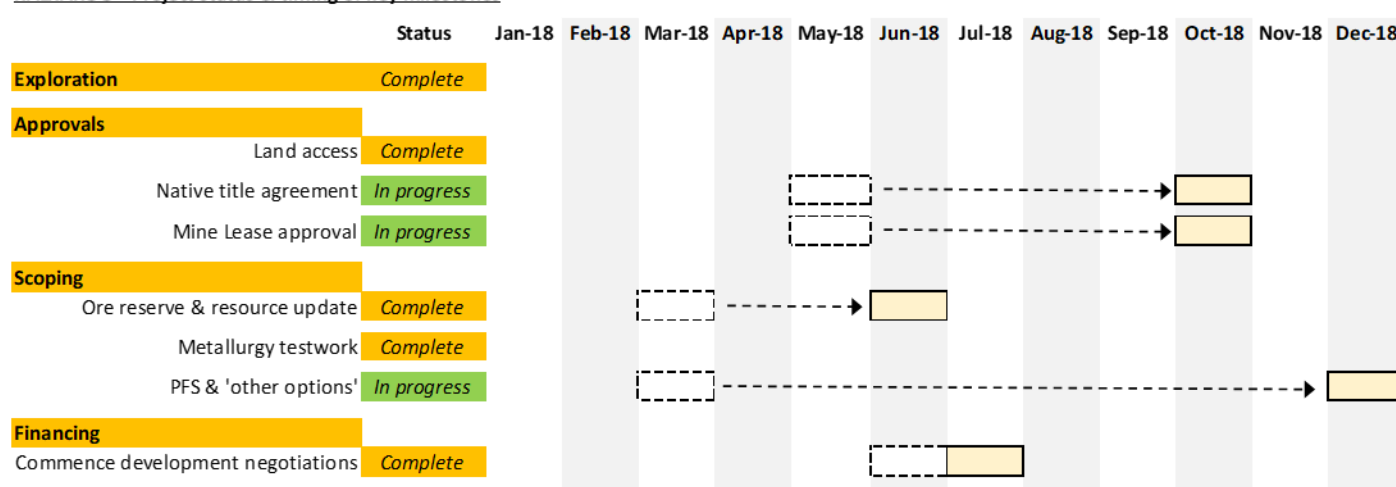 Status Jan-18 Feb-18 Mar-18 Apr-18 May-18 Jun-18 Jul-18 Aug-18 Sep-18 Oct-18 Nov-18 Dec-18
Exploration Complete
Approvals
Land access Complete
Native title agreement In progress
Mine Lease approval In progress
Scoping
Ore reserve & resource update Complete
Metallurgy testwork Complete
PFS & 'other options' In progress
Financing
Commence development negotiations Complete